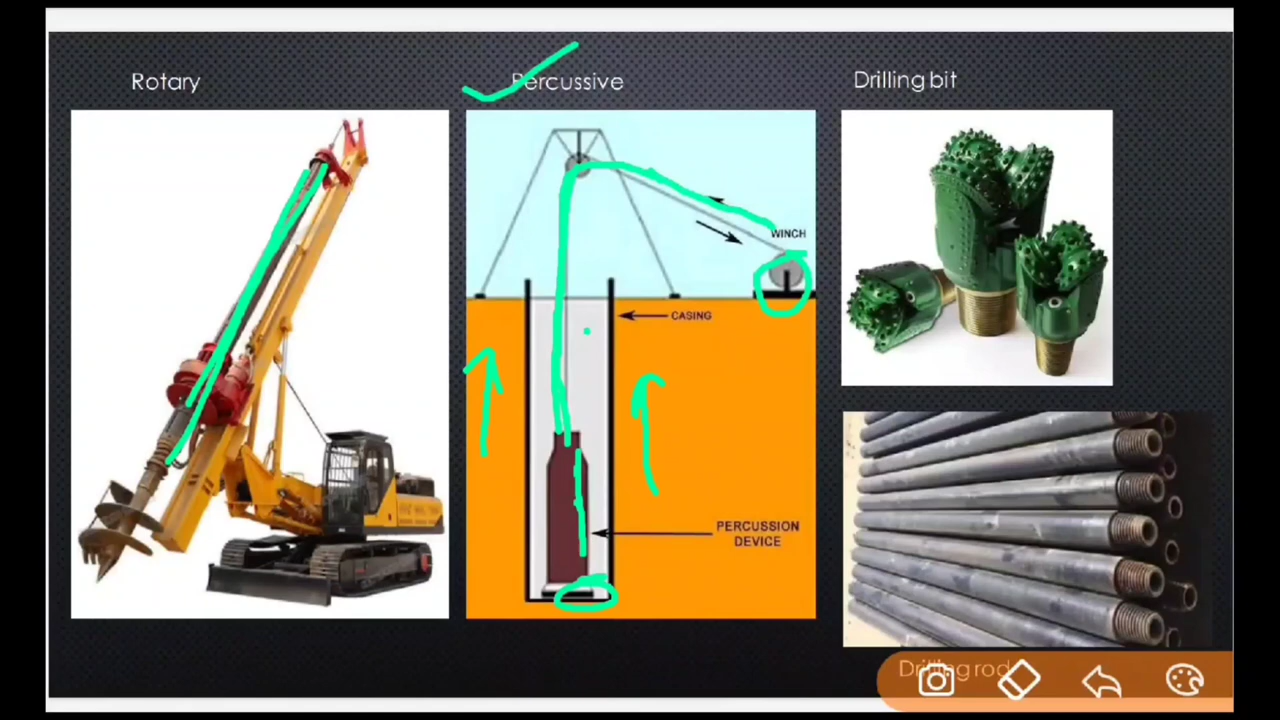 Rotary
Percussive
Drilling bit
WINCH
CASING
PERCUSSION
DEVICE
Drilling rod